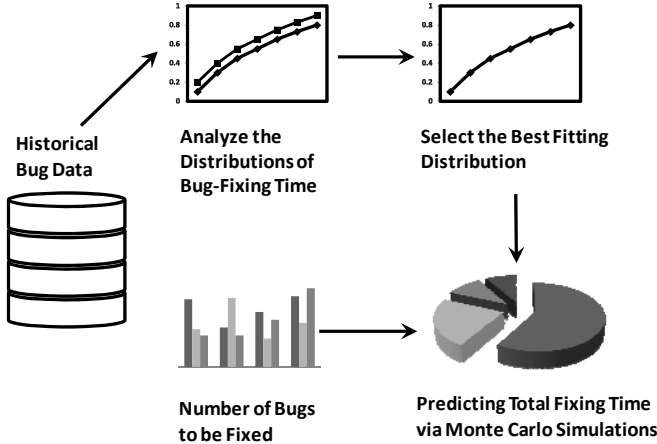 1
0.8
0.6
0.4
0.2
0
1
0.8
0.6
0.4
0.2
0
Historical
Bug Data
Analyze the
Distributions of
Bug-Fixing Time
Select the Best Fitting
Distribution
Number of Bugs
to be Fixed
Predicting Total Fixing Time
via Monte Carlo Simulations